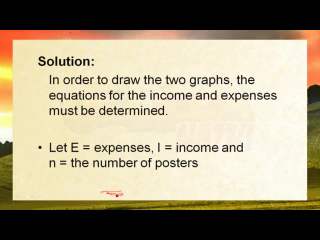 Solution:
In order to draw the two graphs, the
equations for the income and expenses
must be determined.
• Let E = expenses, I = income and
n = the number of posters